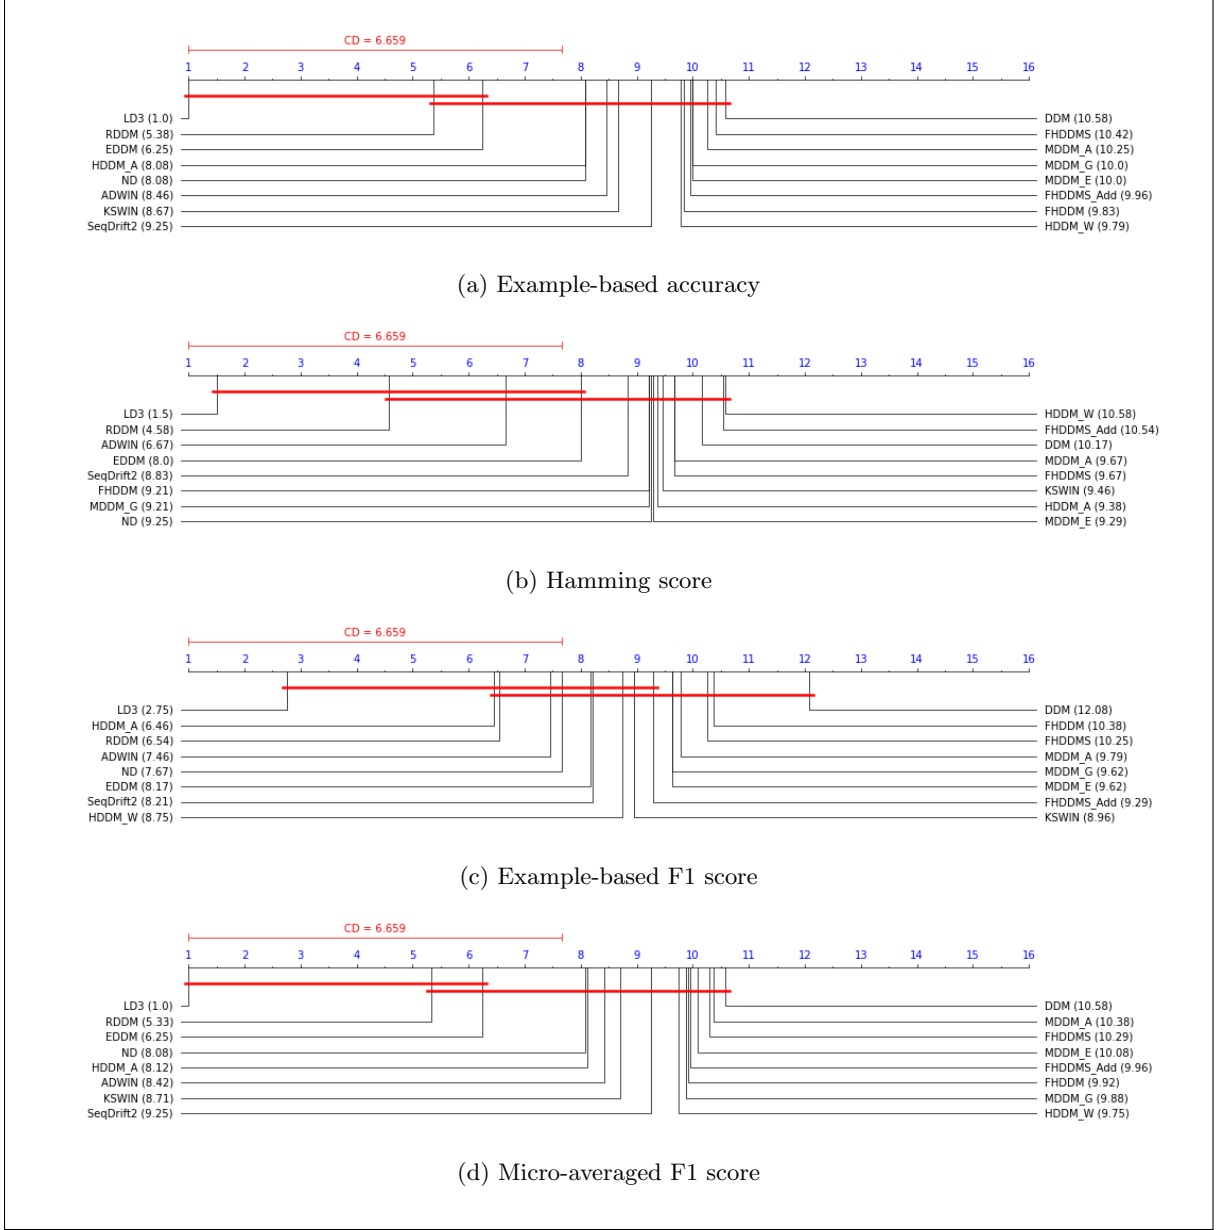 CD = 6.659
1 2 3 4 5 6 7 8 9 10 11 12 13 14 15 16
LD3 (1.0) DDM (10.58)
RDDM (5.38) FHDDMS (10.42)
EDDM (6.25) MDDM_A (10.25)
HDDM_A (8.08) MDDM_G (10.0)
ND (8.08) MDDM_E (10.0)
ADWIN (8.46) FHDDMS_Add (9.96)
KSWIN (8.67) FHDDM (9.83)
SeqDrift2 (9.25) HDDM_W (9.79)
(a) Example-based accuracy
CD = 6.659
1 2 3 4 5 6 7 8 9 10 11 12 13 14 15 16
LD3 (1.5) HDDM_W (10.58)
RDDM (4.58) FHDDMS_Add (10.54)
ADWIN (6.67) DDM (10.17)
EDDM (8.0) MDDM_A (9.67)
SeqDrift2 (8.83) FHDDMS (9.67)
FHDDM (9.21) KSWIN (9.46)
MDDM_G (9.21) HDDM_A (9.38)
ND (9.25) MDDM_E (9.29)
(b) Hamming score
CD = 6.659
1 2 3 4 5 6 7 8 9 10 11 12 13 14 15 16
LD3 (2.75) DDM (12.08)
HDDM_A (6.46) FHDDM (10.38)
RDDM (6.54) FHDDMS (10.25)
ADWIN (7.46) MDDM_A (9.79)
ND (7.67) MDDM_G (9.62)
EDDM (8.17) MDDM_E (9.62)
SeqDrift2 (8.21) FHDDMS_Add (9.29)
HDDM_W (8.75) KSWIN (8.96)
(c) Example-based F1 score
CD = 6.659
1 2 3 4 5 6 7 8 9 10 11 12 13 14 15 16
LD3 (1.0) DDM (10.58)
RDDM (5.33) MDDM_A (10.38)
EDDM (6.25) FHDDMS (10.29)
ND (8.08) MDDM_E (10.08)
HDDM_A (8.12) FHDDMS_Add (9.96)
ADWIN (8.42) FHDDM (9.92)
KSWIN (8.71) MDDM_G (9.88)
SeqDrift2 (9.25) HDDM_W (9.75)
(d) Micro-averaged F1 score